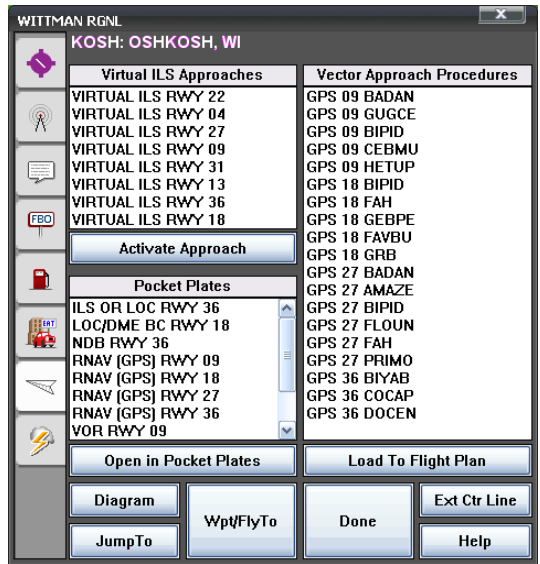 WITTMAN RGNL
X
KOSH: OSHKOSH, WI
Virtual ILS Approaches
VIRTUAL ILS RWY 22
VIRTUAL ILS RWY 04
VIRTUAL ILS RWY 27
VIRTUAL ILS RWY 09
VIRTUAL ILS RWY 31
VIRTUAL ILS RWY 13
VIRTUAL ILS RWY 36
VIRTUAL ILS RWY 18
Activate Approach
Pocket Plates
ILS OR LOC RWY 36
LOC/DME BC RWY 18
NDB RWY 36
RNAV (GPS) RWY 09
RNAV (GPS) RWY 18
RNAV (GPS) RWY 27
RNAV (GPS) RWY 36
VOR RWY 09
Open in Pocket Plates
Vector Approach Procedures
GPS 09 BADAN
GPS 09 GUGCE
GPS 09 BIPID
GPS 09 CEBMU
GPS 09 HETUP
GPS 18 BIPID
GPS 18 FAH
GPS 18 GEBPE
GPS 18 FAVBU
GPS 18 GRB
GPS 27 BADAN
GPS 27 AMAZE
GPS 27 BIPID
GPS 27 FLOUN
GPS 27 FAH
GPS 27 PRIMO
GPS 36 BIYAB
GPS 36 COCAP
GPS 36 DOCEN
Load To Flight Plan
FBO
EAT
Diagram
JumpTo
Wpt/FlyTo
Done
Ext Ctr Line
Help